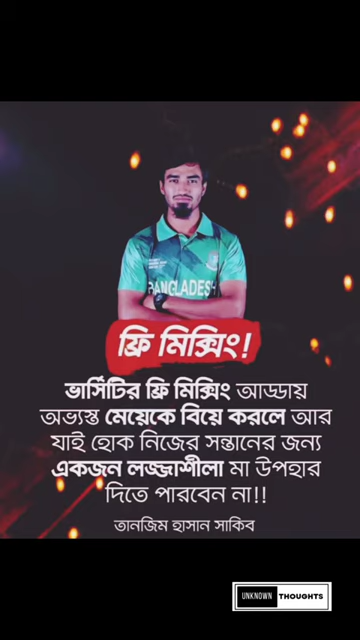 BANGLADESH
ফ্রি মিক্সিং!
ভার্সিটির ফ্রি মিক্সিং আড্ডায়
অভ্যস্ত মেয়েকে বিয়ে করলে আর
যাই হোক নিজের সন্তানের জন্য
একজন লজ্জাশীলা মা উপহার
দিতে পারবেন না!!
তানজিম হাসান সাকিব
UNKNOWN THOUGHTS